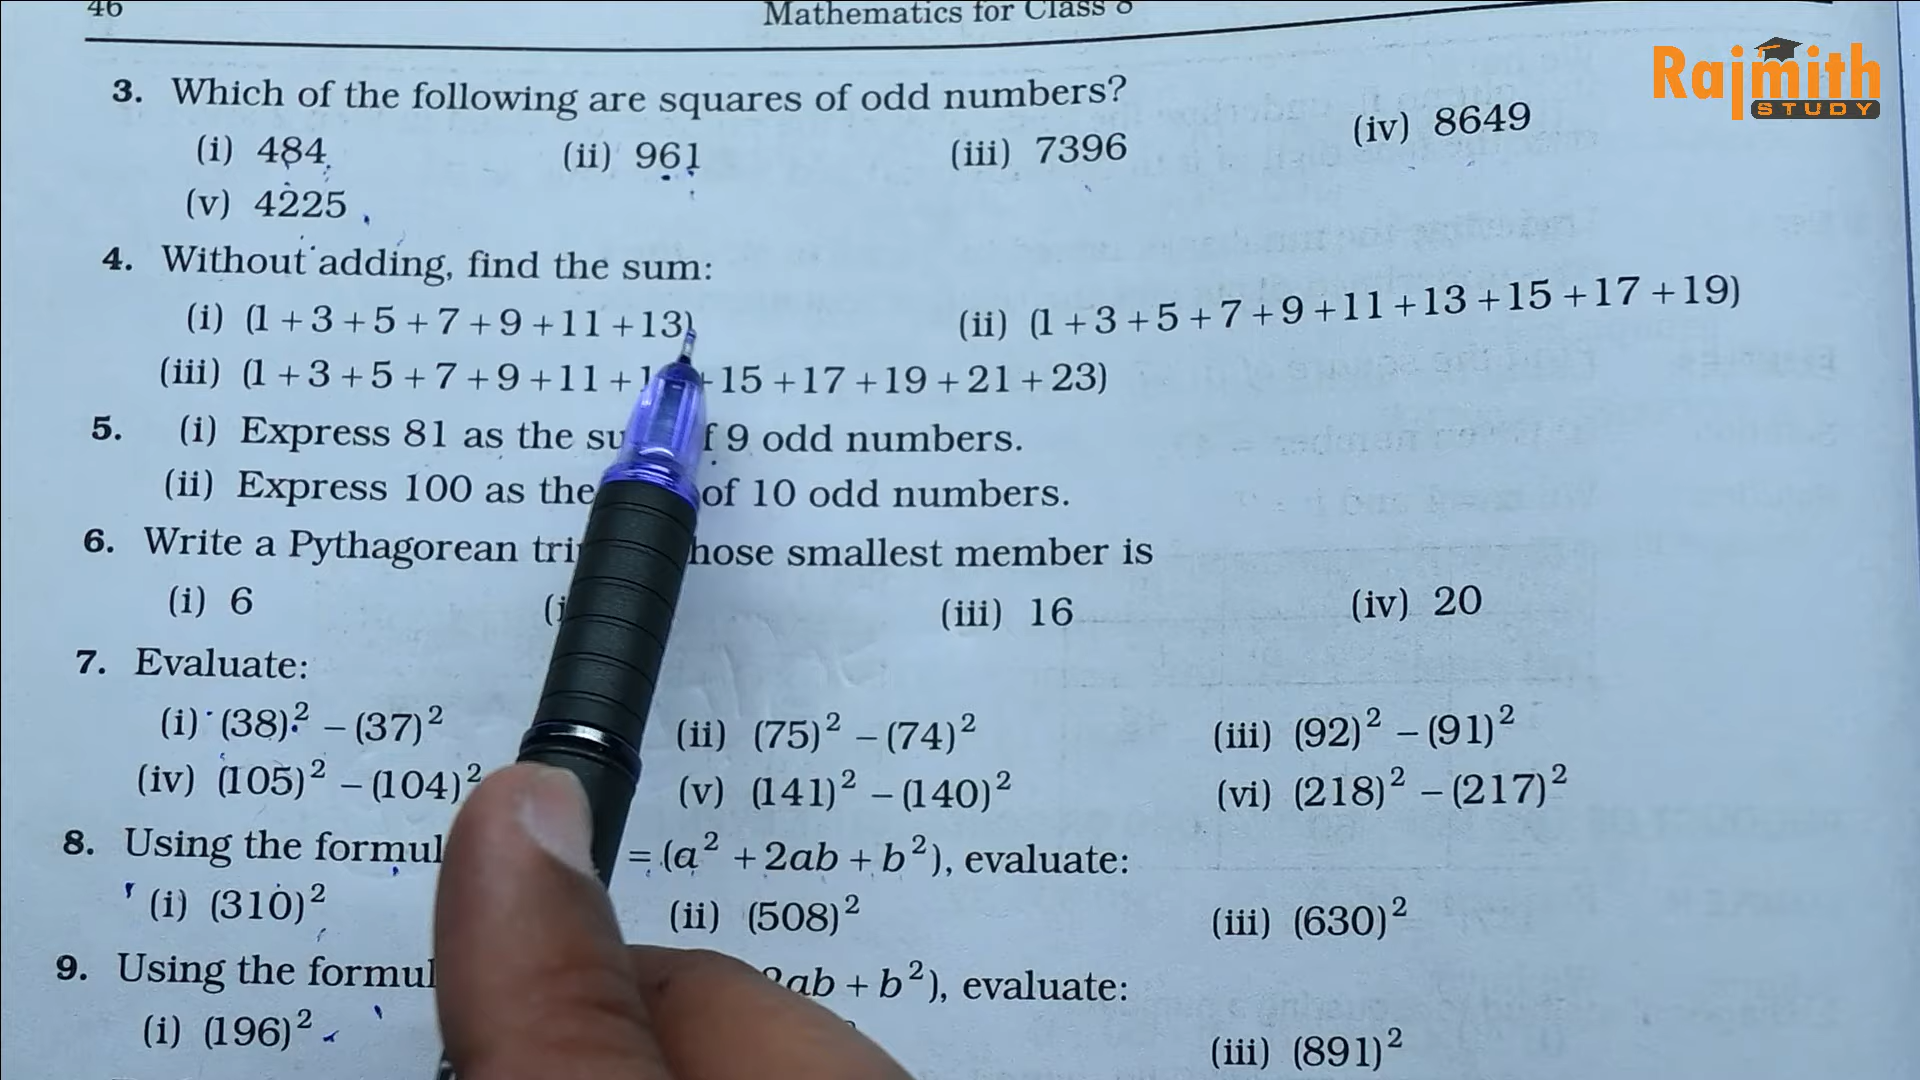 46 Mathematics for Class 8
Rajmith
STUDY
3. Which of the following are squares of odd numbers?
(i) 484 (ii) 961 (iii) 7396 (iv) 8649
(v) 4225
4. Without adding, find the sum:
(i) (1 + 3 + 5 + 7 + 9 + 11 + 13) (ii) (1 + 3 + 5 + 7 + 9 + 11 + 13 + 15 + 17 + 19)
(iii) (1 + 3 + 5 + 7 + 9 + 11 + 15 + 17 + 19 + 21 + 23)
5. (i) Express 81 as the 9 odd numbers.
(ii) Express 100 as the of 10 odd numbers.
6. Write a Pythagorean smallest member is
(i) 6 (iii) 16 (iv) 20
7. Evaluate:
(i) (38)² – (37)² (ii) (75)² – (74)² (iii) (92)² – (91)²
(iv) (105)² – (104)² (v) (141)² – (140)² (vi) (218)² – (217)²
8. Using the = (a² + 2ab + b²), evaluate:
(i) (310)² (ii) (508)² (iii) (630)²
9. Using the ab + b²), evaluate:
(i) (196)² (iii) (891)²